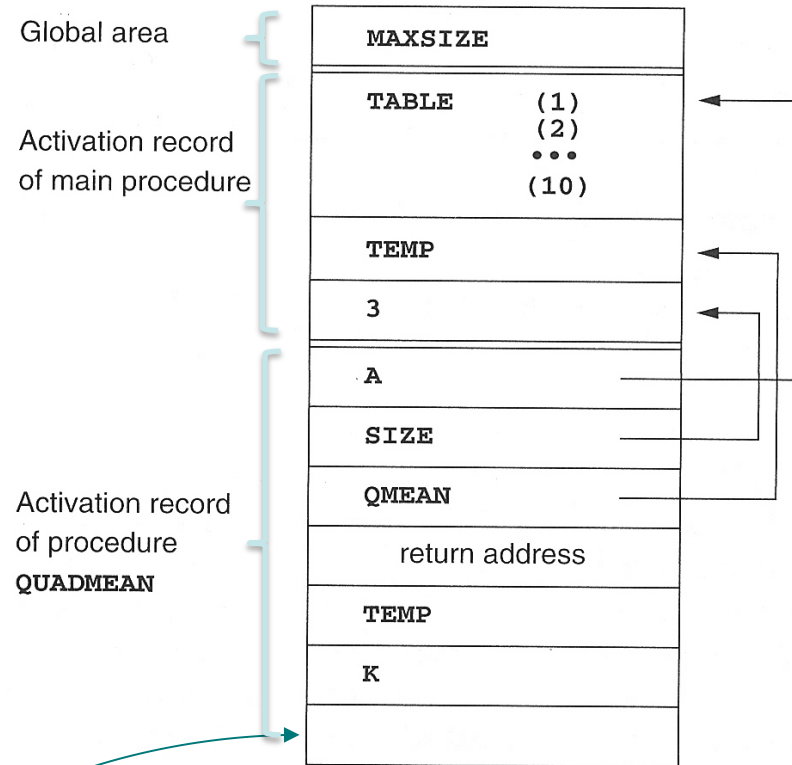 Global area
MAXSIZE
Activation record
of main procedure
TABLE (1)
(2)
•••
(10)
TEMP
3
Activation record
of procedure
QUADMEAN
A
SIZE
QMEAN
return address
TEMP
K